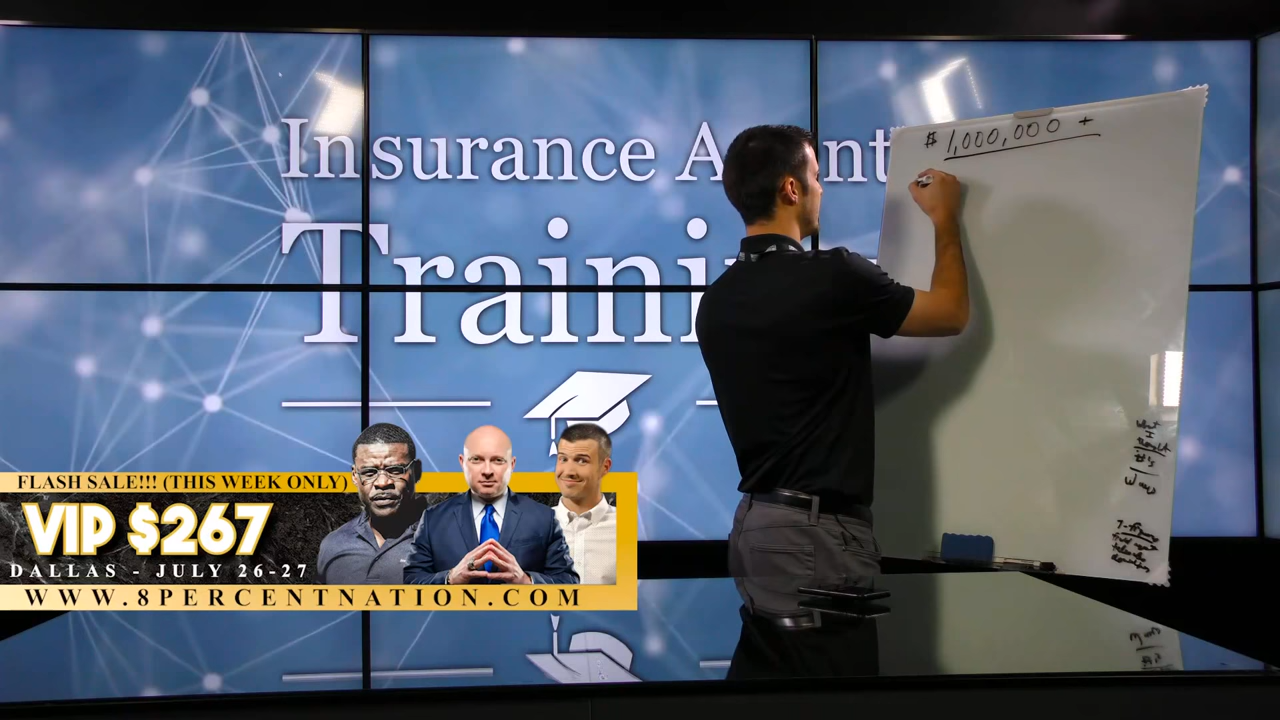 Insurance A nt
Traini
$ 1,000,000 +
FLASH SALE!!! (THIS WEEK ONLY)
VIP $267
DALLAS - JULY 26-27
WWW.8PERCENTNATION.COM